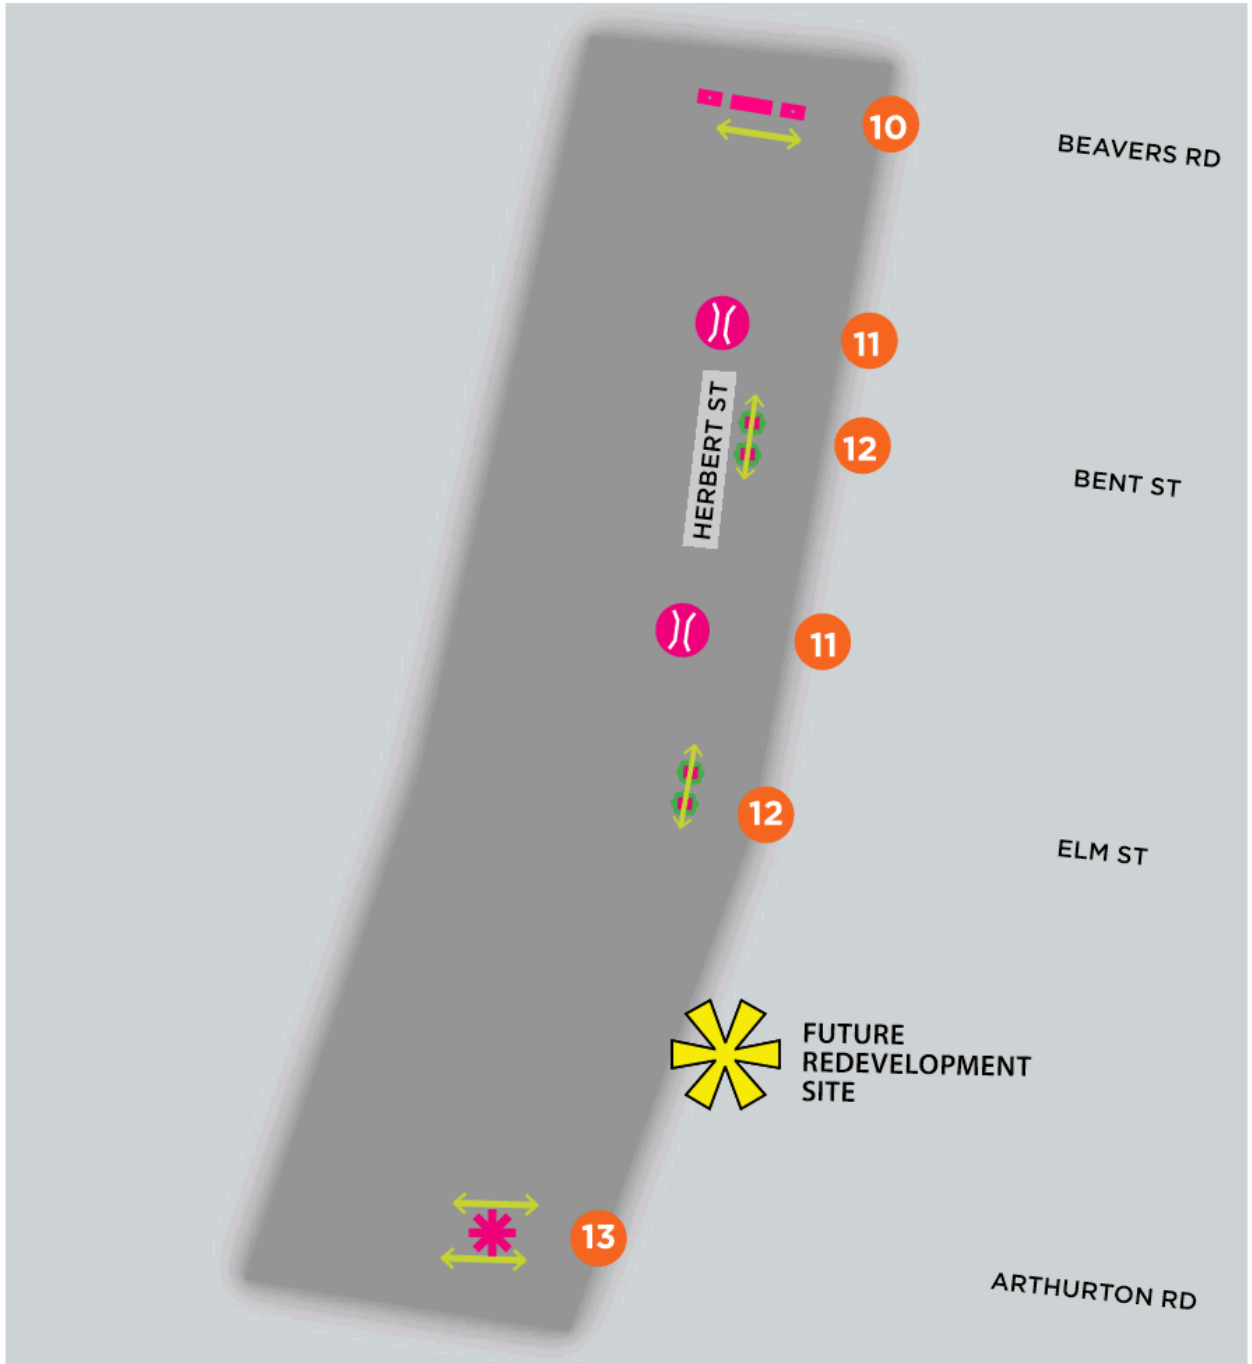 10
BEAVERS RD
11
HERBERT ST
12
BENT ST
11
12
ELM ST
FUTURE
REDEVELOPMENT
SITE
13
ARTHURTON RD